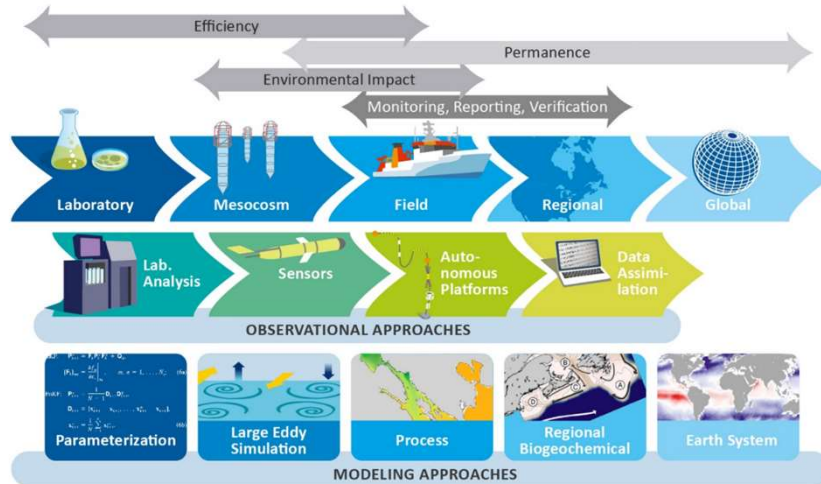 Efficiency
Permanence
Environmental Impact
Monitoring, Reporting, Verification
Laboratory
Mesocosm
Field
Regional
Global
Lab.
Analysis
Sensors
Auto-
nomous
Platforms
Data
Assimi-
lation
OBSERVATIONAL APPROACHES
Parameterization
Large Eddy
Simulation
Process
Regional
Biogeochemical
Earth System
MODELING APPROACHES